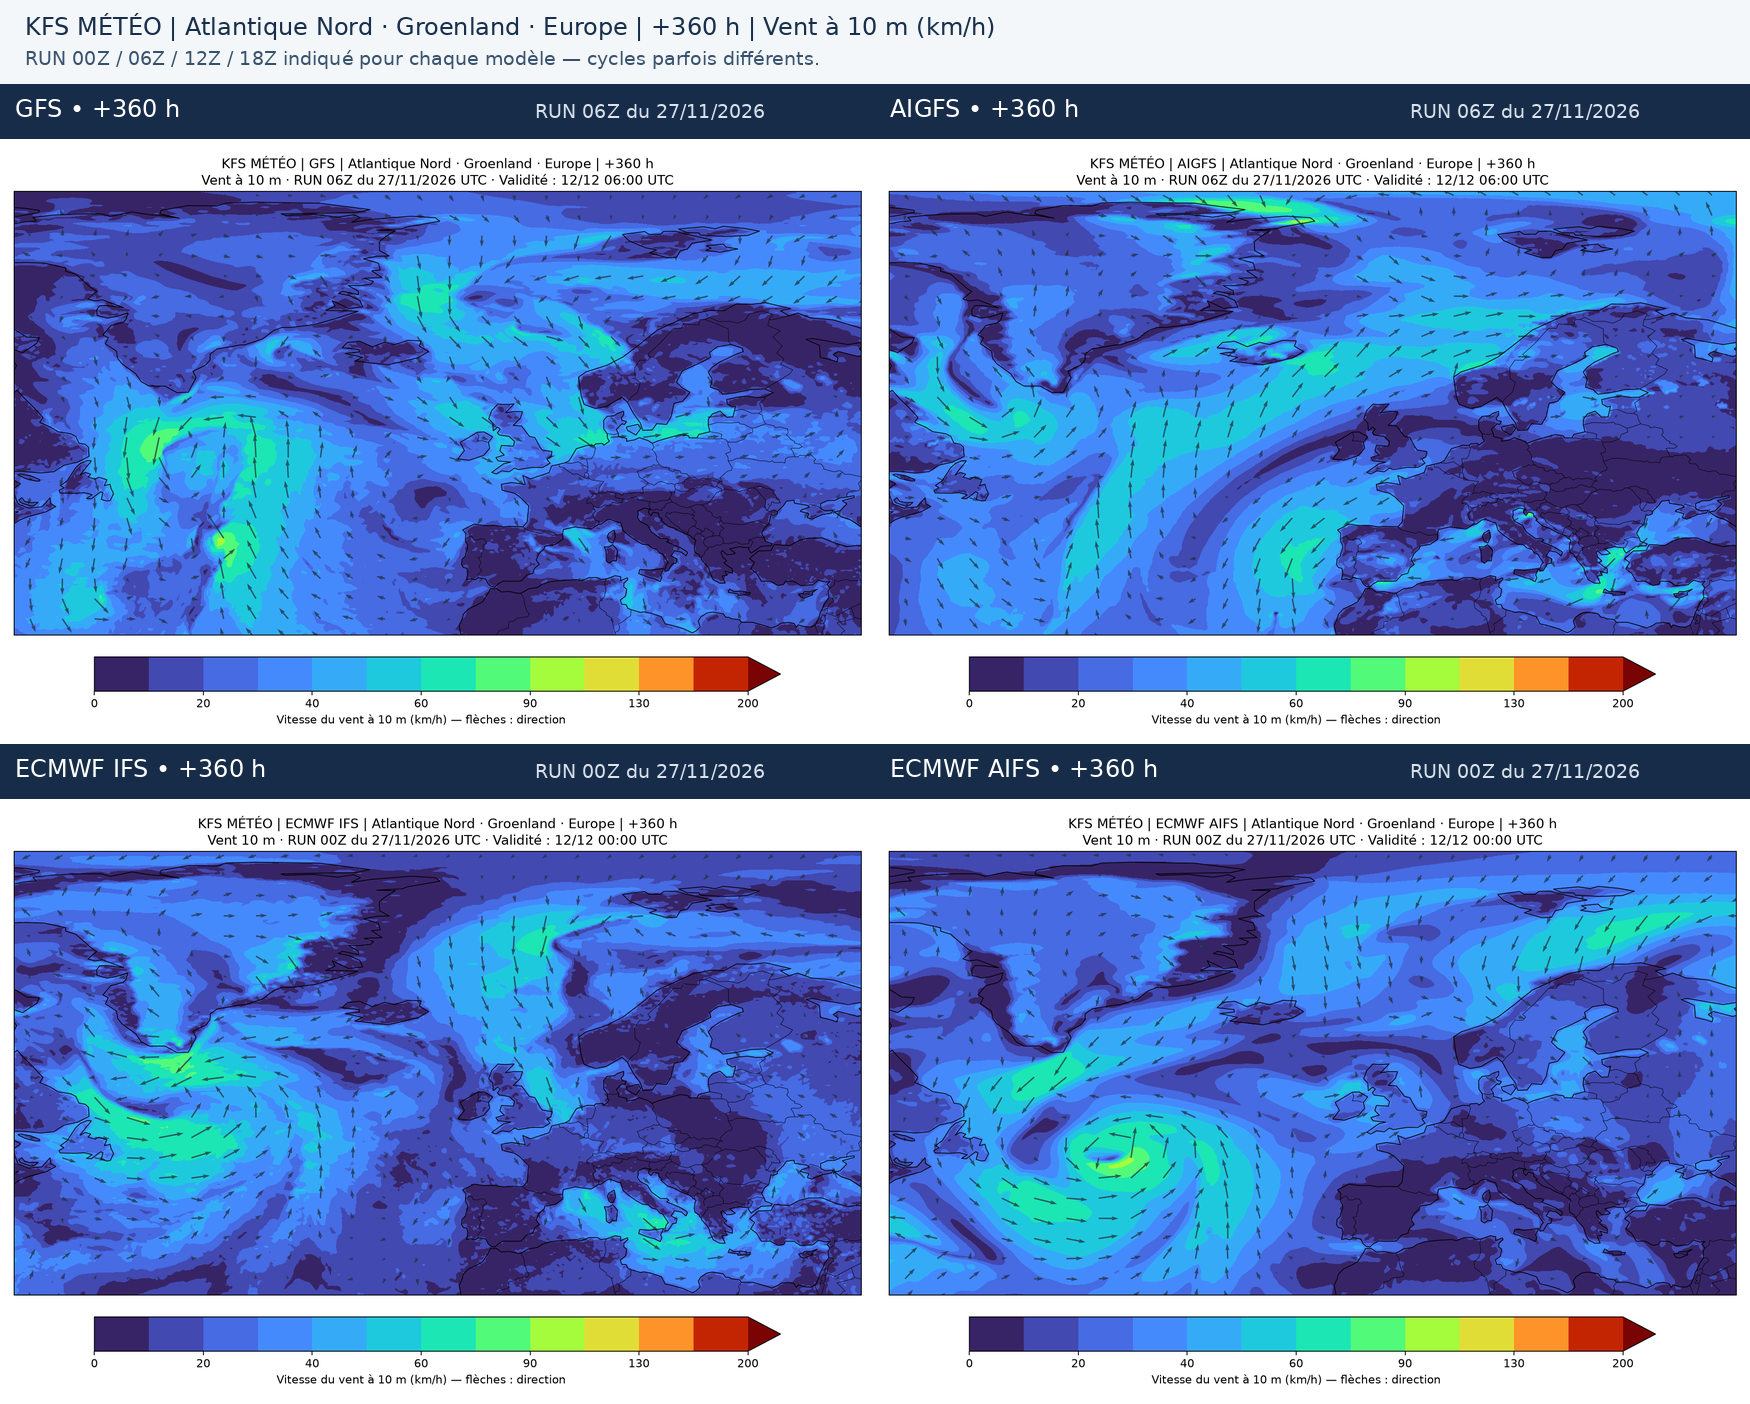 KFS MÉTÉO | Atlantique Nord · Groenland · Europe | +360 h | Vent à 10 m (km/h)
RUN 00Z / 06Z / 12Z / 18Z indiqué pour chaque modèle — cycles parfois différents.
GFS • +360 h RUN 06Z du 27/11/2026
KFS MÉTÉO | GFS | Atlantique Nord · Groenland · Europe | +360 h
Vent à 10 m · RUN 06Z du 27/11/2026 UTC · Validité : 12/12 06:00 UTC
0 20 40 60 90 130 200
Vitesse du vent à 10 m (km/h) — flèches : direction
AIGFS • +360 h RUN 06Z du 27/11/2026
KFS MÉTÉO | AIGFS | Atlantique Nord · Groenland · Europe | +360 h
Vent à 10 m · RUN 06Z du 27/11/2026 UTC · Validité : 12/12 06:00 UTC
0 20 40 60 90 130 200
Vitesse du vent à 10 m (km/h) — flèches : direction
ECMWF IFS • +360 h RUN 00Z du 27/11/2026
KFS MÉTÉO | ECMWF IFS | Atlantique Nord · Groenland · Europe | +360 h
Vent 10 m · RUN 00Z du 27/11/2026 UTC · Validité : 12/12 00:00 UTC
0 20 40 60 90 130 200
Vitesse du vent à 10 m (km/h) — flèches : direction
ECMWF AIFS • +360 h RUN 00Z du 27/11/2026
KFS MÉTÉO | ECMWF AIFS | Atlantique Nord · Groenland · Europe | +360 h
Vent 10 m · RUN 00Z du 27/11/2026 UTC · Validité : 12/12 00:00 UTC
0 20 40 60 90 130 200
Vitesse du vent à 10 m (km/h) — flèches : direction